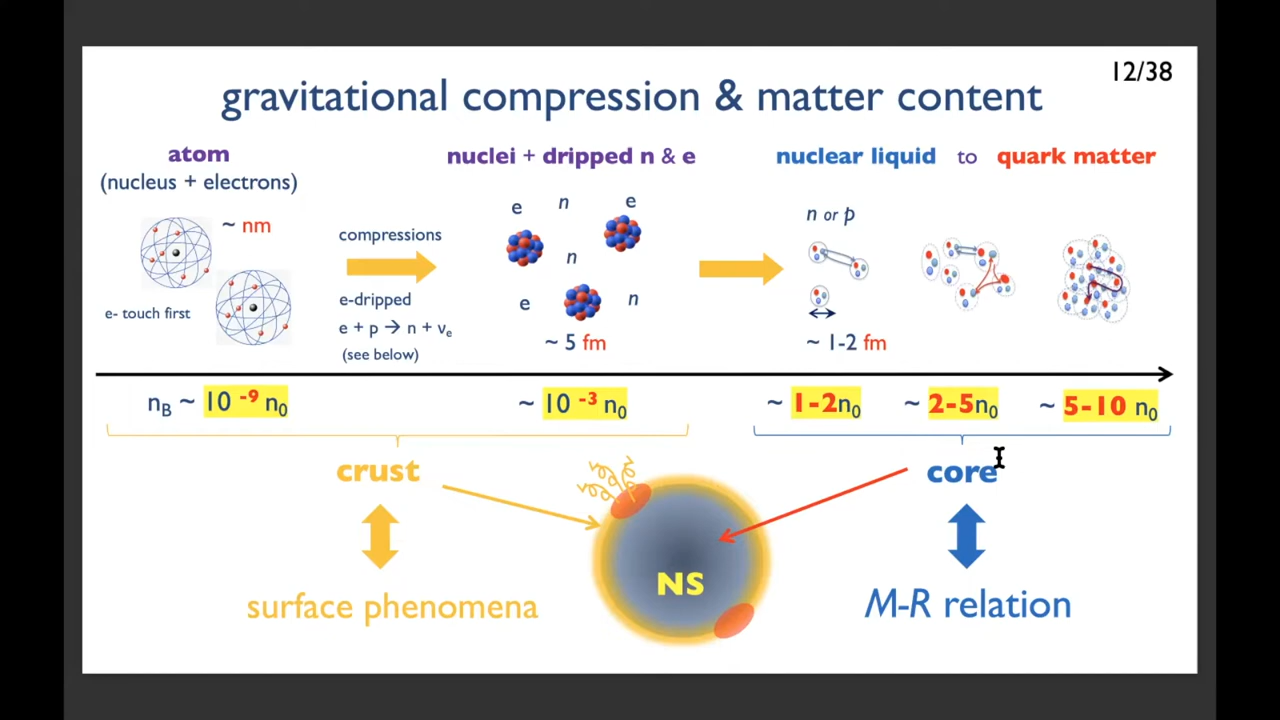 12/38
gravitational compression & matter content
atom
(nucleus + electrons)
~ nm
e- touch first
compressions
e-dripped
e + p → n + νe
(see below)
nuclei + dripped n & e
e n e
n
e n
~ 5 fm
nuclear liquid to quark matter
n or p
~ 1-2 fm
nB ~ 10 -9 n0
~ 10 -3 n0
~ 1-2n0
~ 2-5n0
~ 5-10 n0
crust
core
NS
surface phenomena
M-R relation